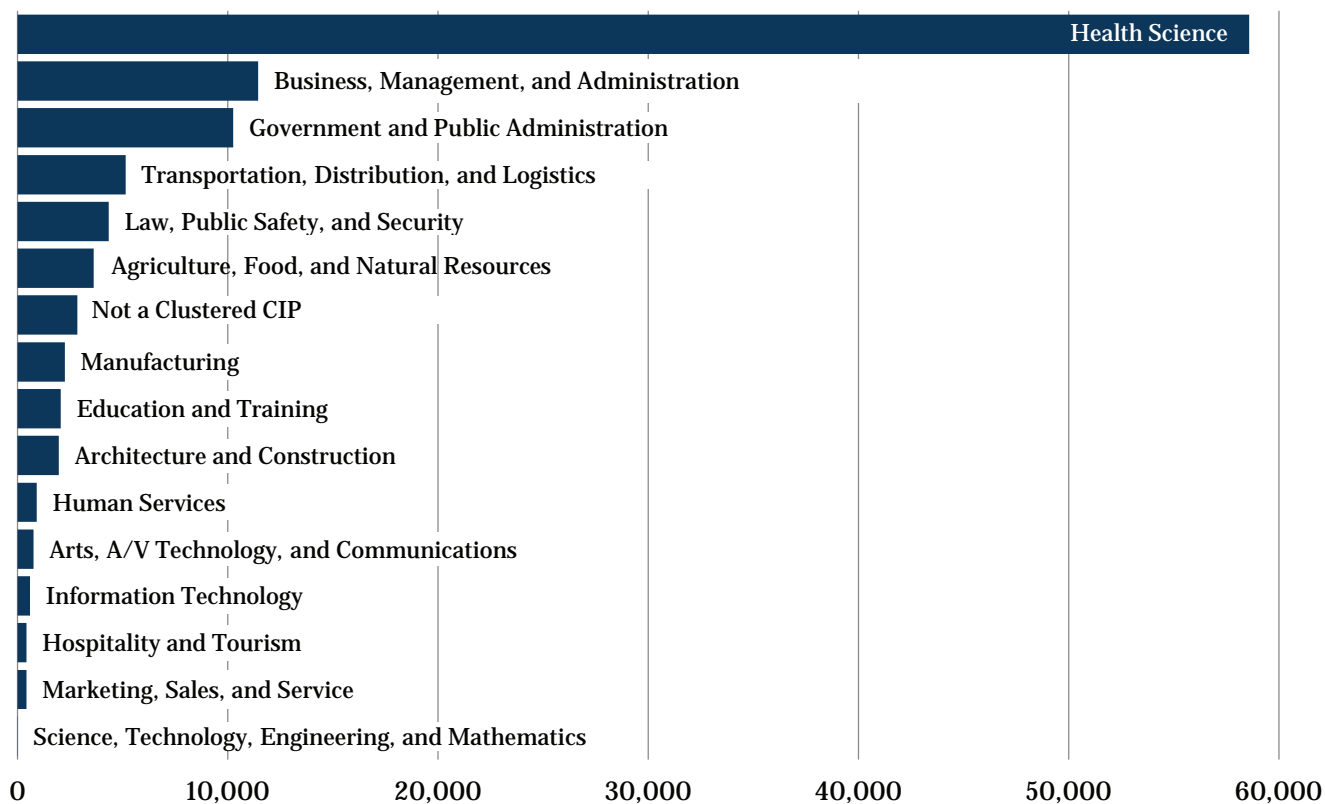 Health Science
Business, Management, and Administration
Government and Public Administration
Transportation, Distribution, and Logistics
Law, Public Safety, and Security
Agriculture, Food, and Natural Resources
Not a Clustered CIP
Manufacturing
Education and Training
Architecture and Construction
Human Services
Arts, A/V Technology, and Communications
Information Technology
Hospitality and Tourism
Marketing, Sales, and Service
Science, Technology, Engineering, and Mathematics
0 10,000 20,000 30,000 40,000 50,000 60,000